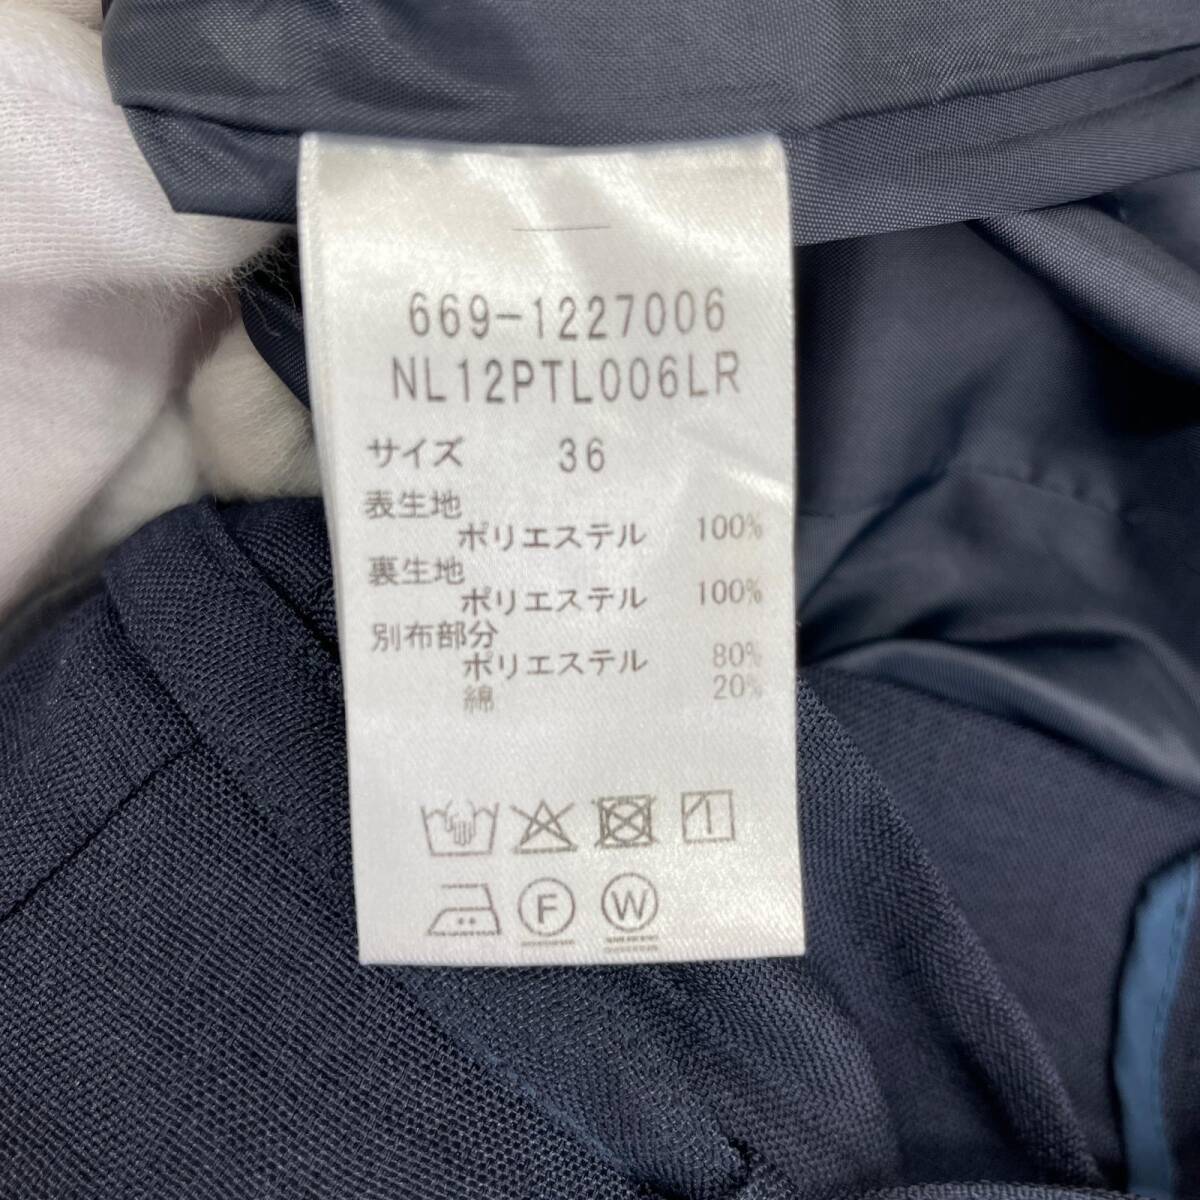 669-1227006
NL12PTL006LR
サイズ 36
表生地
ポリエステル 100%
裏生地
ポリエステル 100%
別布部分
ポリエステル 80%
綿 20%
F W